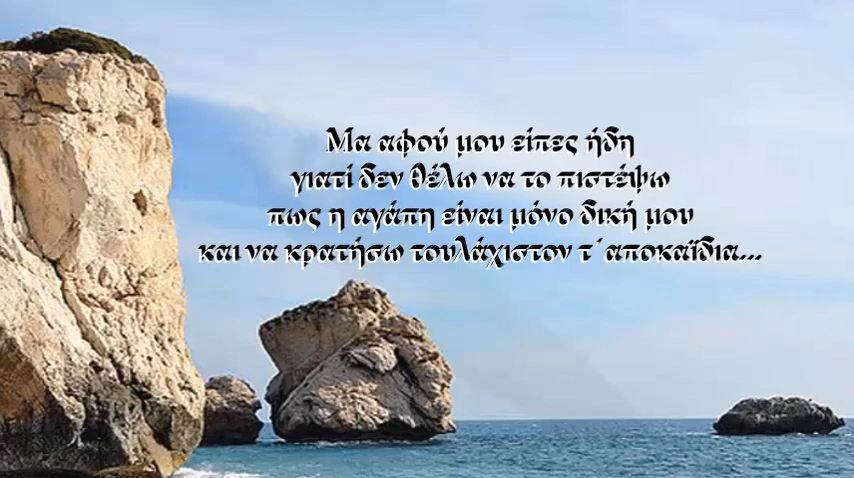 Μα αφού μου είπες ήδη
γιατί δεν θέλω να το πιστέψω
πως η αγάπη είναι μόνο δική μου
και να κρατήσω τουλάχιστον τ΄αποκαΐδια...